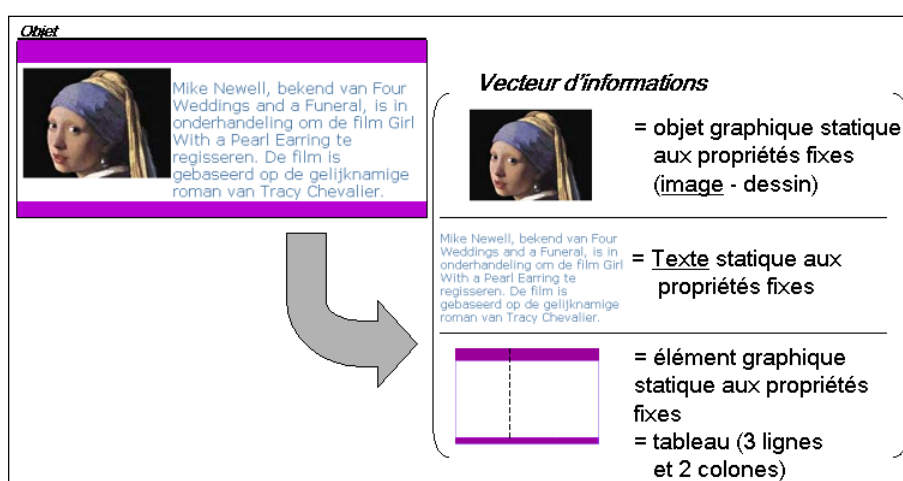 Objet
Mike Newell, bekend van Four
Weddings and a Funeral, is in
onderhandeling om de film Girl
With a Pearl Earring te
regisseren. De film is
gebaseerd op de gelijknamige
roman van Tracy Chevalier.
Vecteur d'informations
= objet graphique statique
aux propriétés fixes
(image - dessin)
Mike Newell, bekend van Four
Weddings and a Funeral, is in
onderhandeling om de film Girl
With a Pearl Earring te
regisseren. De film is
gebaseerd op de gelijknamige
roman van Tracy Chevalier.
= Texte statique aux
propriétés fixes
= élément graphique
statique aux propriétés
fixes
= tableau (3 lignes
et 2 colones)